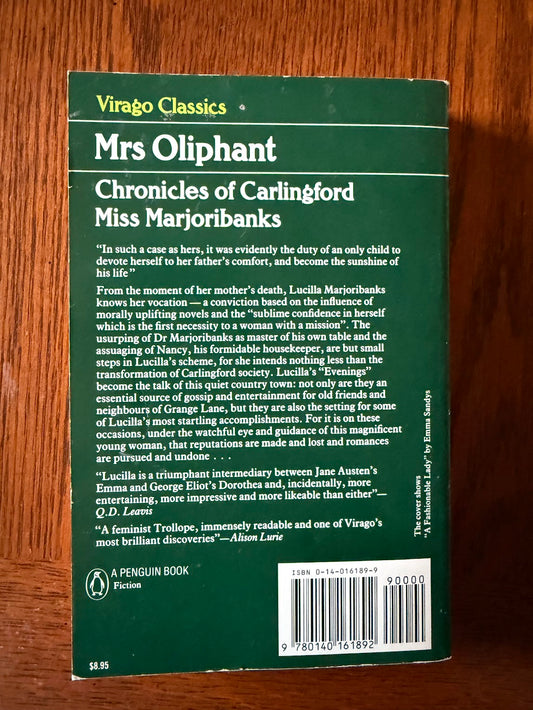 Virago Classics
Mrs Oliphant
Chronicles of Carlingford
Miss Marjoribanks
“In such a case as hers, it was evidently the duty of an only child to
devote herself to her father’s comfort, and become the sunshine of
his life”
From the moment of her mother’s death, Lucilla Marjoribanks
knows her vocation — a conviction based on the influence of
morally uplifting novels and the “sublime confidence in herself
which is the first necessity to a woman with a mission”. The
usurping of Dr Marjoribanks as master of his own table and the
assuaging of Nancy, his formidable housekeeper, are but small
steps in Lucilla’s scheme, for she intends nothing less than the
transformation of Carlingford society. Lucilla’s “Evenings”
become the talk of this quiet country town: not only are they an
essential source of gossip and entertainment for old friends and
neighbours of Grange Lane, but they are also the setting for some
of Lucilla’s most startling accomplishments. For it is on these
occasions, under the watchful eye and guidance of this magnificent
young woman, that reputations are made and lost and romances
are pursued and undone . . .
“Lucilla is a triumphant intermediary between Jane Austen’s
Emma and George Eliot’s Dorothea and, incidentally, more
entertaining, more impressive and more likeable than either”—
Q.D. Leavis
“A feminist Trollope, immensely readable and one of Virago’s
most brilliant discoveries”—Alison Lurie
The cover shows
“A Fashionable Lady” by Emma Sandys
A PENGUIN BOOK
Fiction
ISBN 0-14-016189-9
90000
9 780140 161892
$8.95